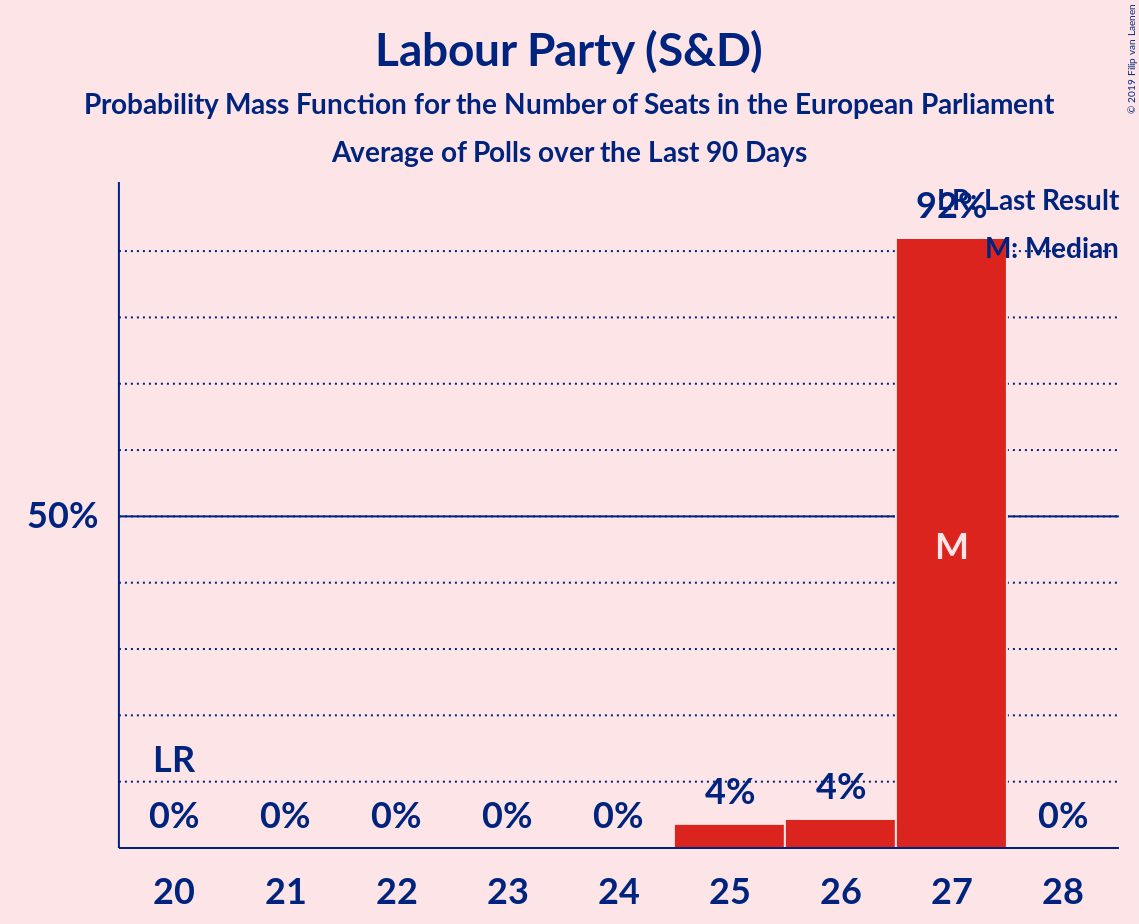 Labour Party (S&D)
Probability Mass Function for the Number of Seats in the European Parliament
Average of Polls over the Last 90 Days
© 2019 Filip van Laenen
LR: Last Result
M: Median
92%
50%
M
LR
0%
0%
0%
0%
0%
4%
4%
0%
20
21
22
23
24
25
26
27
28